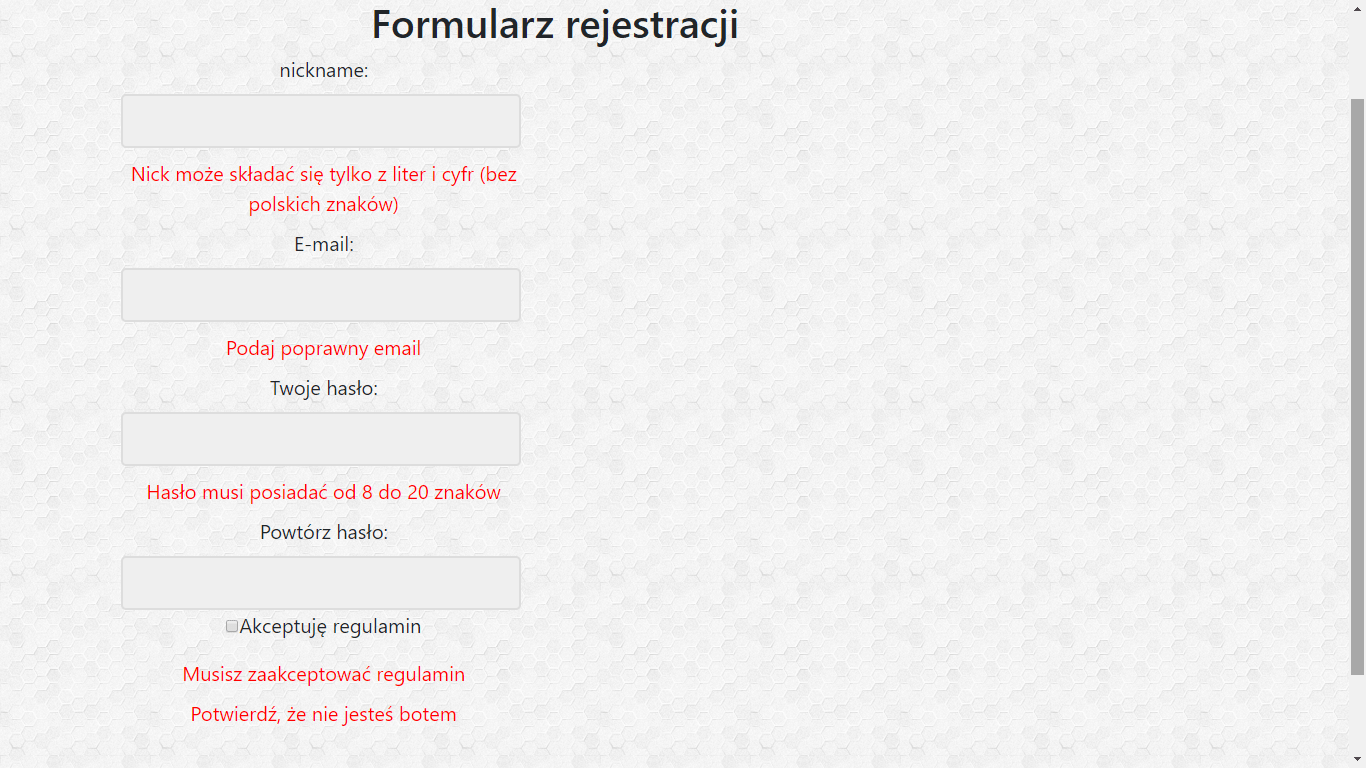 Formularz rejestracji
nickname:
Nick może składać się tylko z liter i cyfr (bez
polskich znaków)
E-mail:
Podaj poprawny email
Twoje hasło:
Hasło musi posiadać od 8 do 20 znaków
Powtórz hasło:
Akceptuję regulamin
Musisz zaakceptować regulamin
Potwierdź, że nie jesteś botem